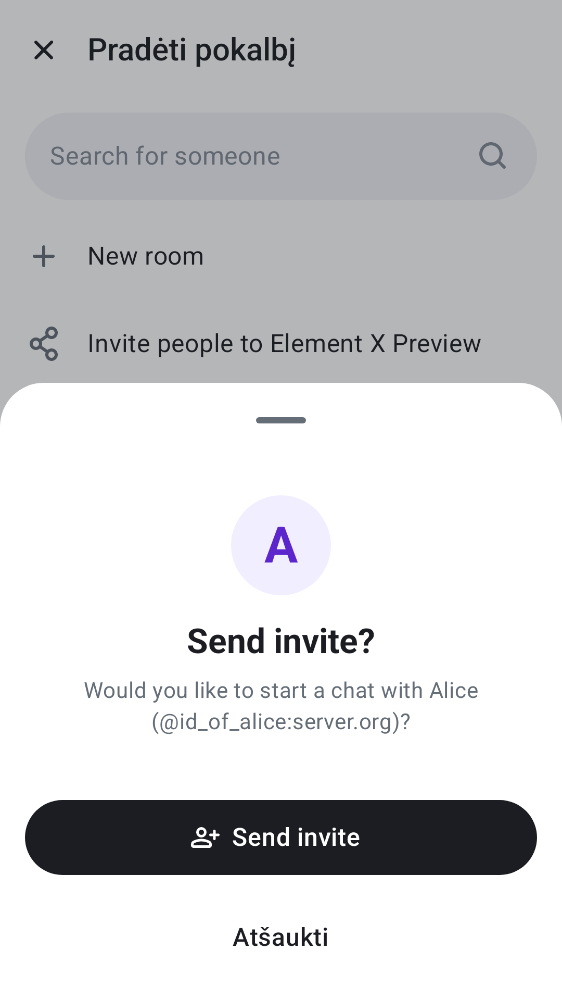 Pradėti pokalbį
Search for someone
New room
Invite people to Element X Preview
A
Send invite?
Would you like to start a chat with Alice
(@id_of_alice:server.org)?
Send invite
Atšaukti